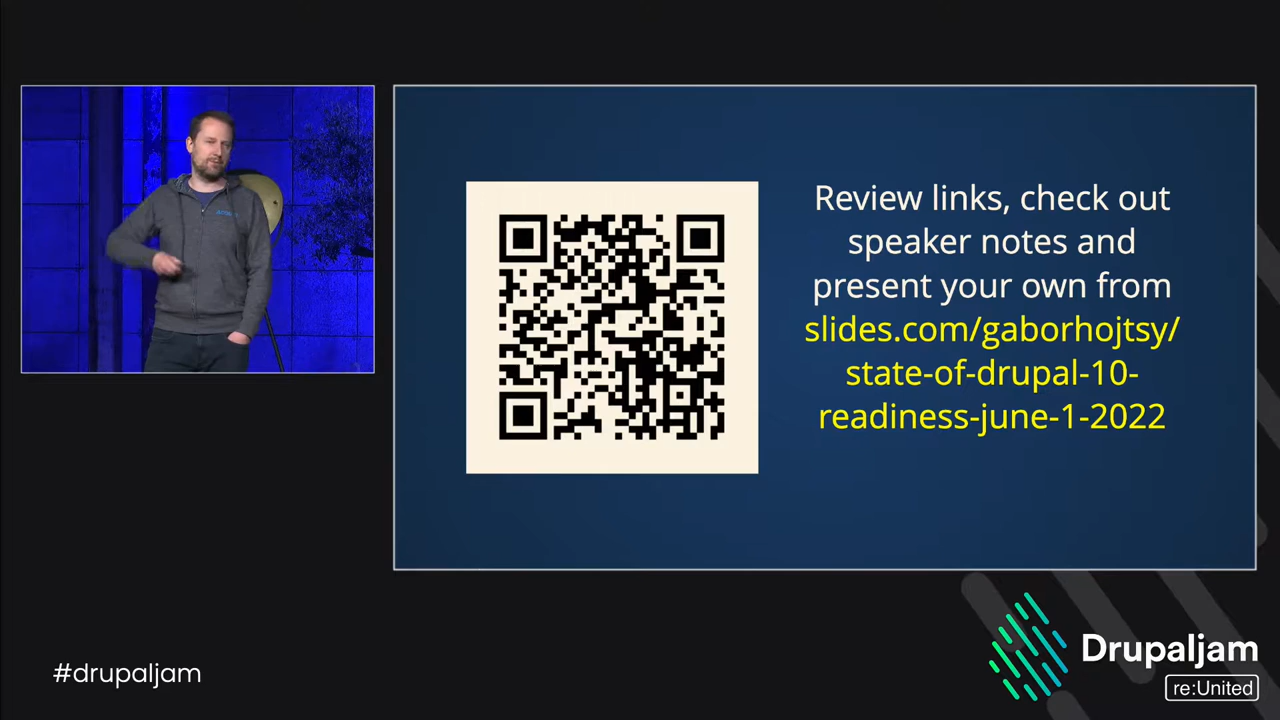 Review links, check out
speaker notes and
present your own from
slides.com/gaborhojtsy/
state-of-drupal-10-
readiness-june-1-2022
#drupaljam
Drupaljam
re:United